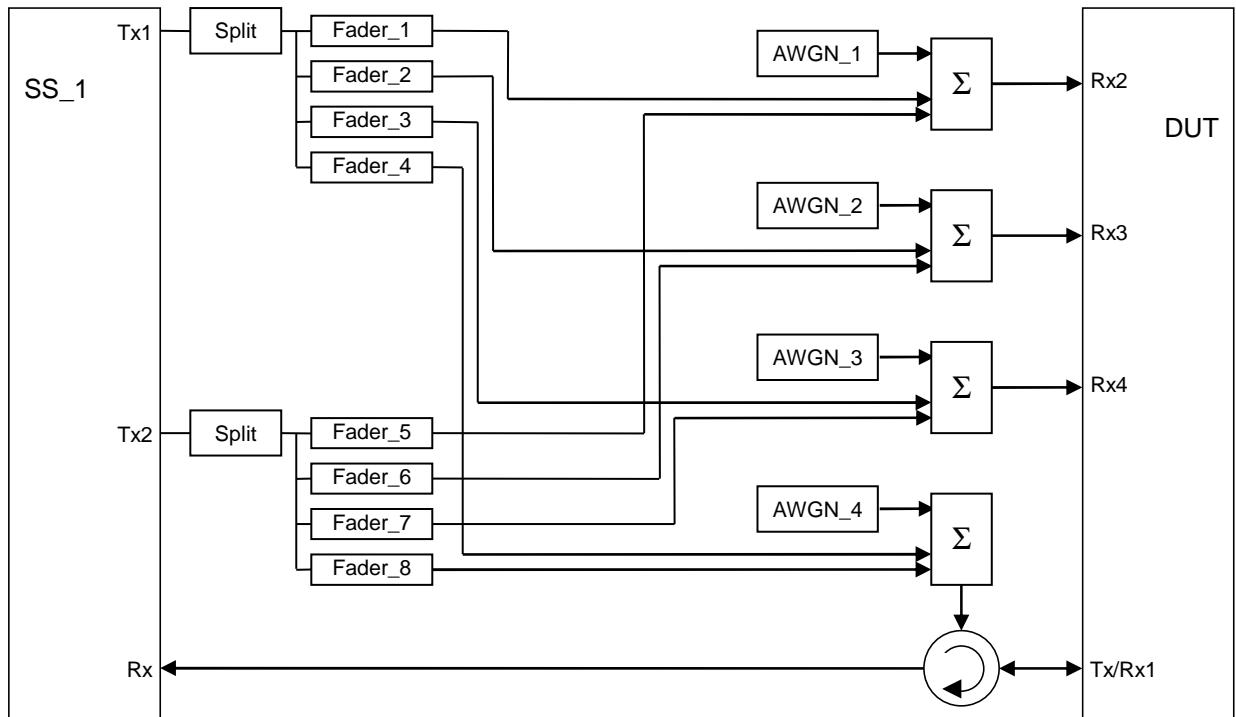 SS_1
Tx1
Split
Fader_1
Fader_2
Fader_3
Fader_4
AWGN_1
Σ
Rx2
DUT
AWGN_2
Σ
Rx3
AWGN_3
Σ
Rx4
Tx2
Split
Fader_5
Fader_6
Fader_7
Fader_8
AWGN_4
Σ
Rx
Tx/Rx1